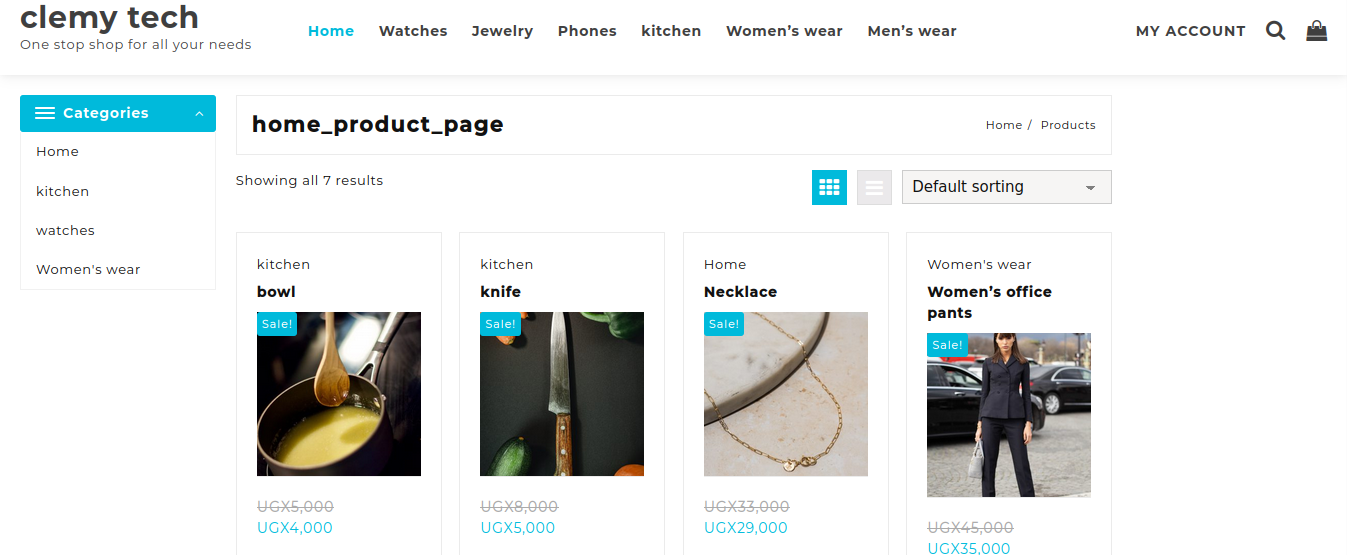 clemy tech
One stop shop for all your needs
Home Watches Jewelry Phones kitchen Women’s wear Men’s wear
MY ACCOUNT
Categories
Home
kitchen
watches
Women's wear
home_product_page
Home / Products
Showing all 7 results
Default sorting
kitchen
bowl
Sale!
UGX5,000
UGX4,000
kitchen
knife
Sale!
UGX8,000
UGX5,000
Home
Necklace
Sale!
UGX33,000
UGX29,000
Women's wear
Women’s office
pants
Sale!
UGX45,000
UGX35,000